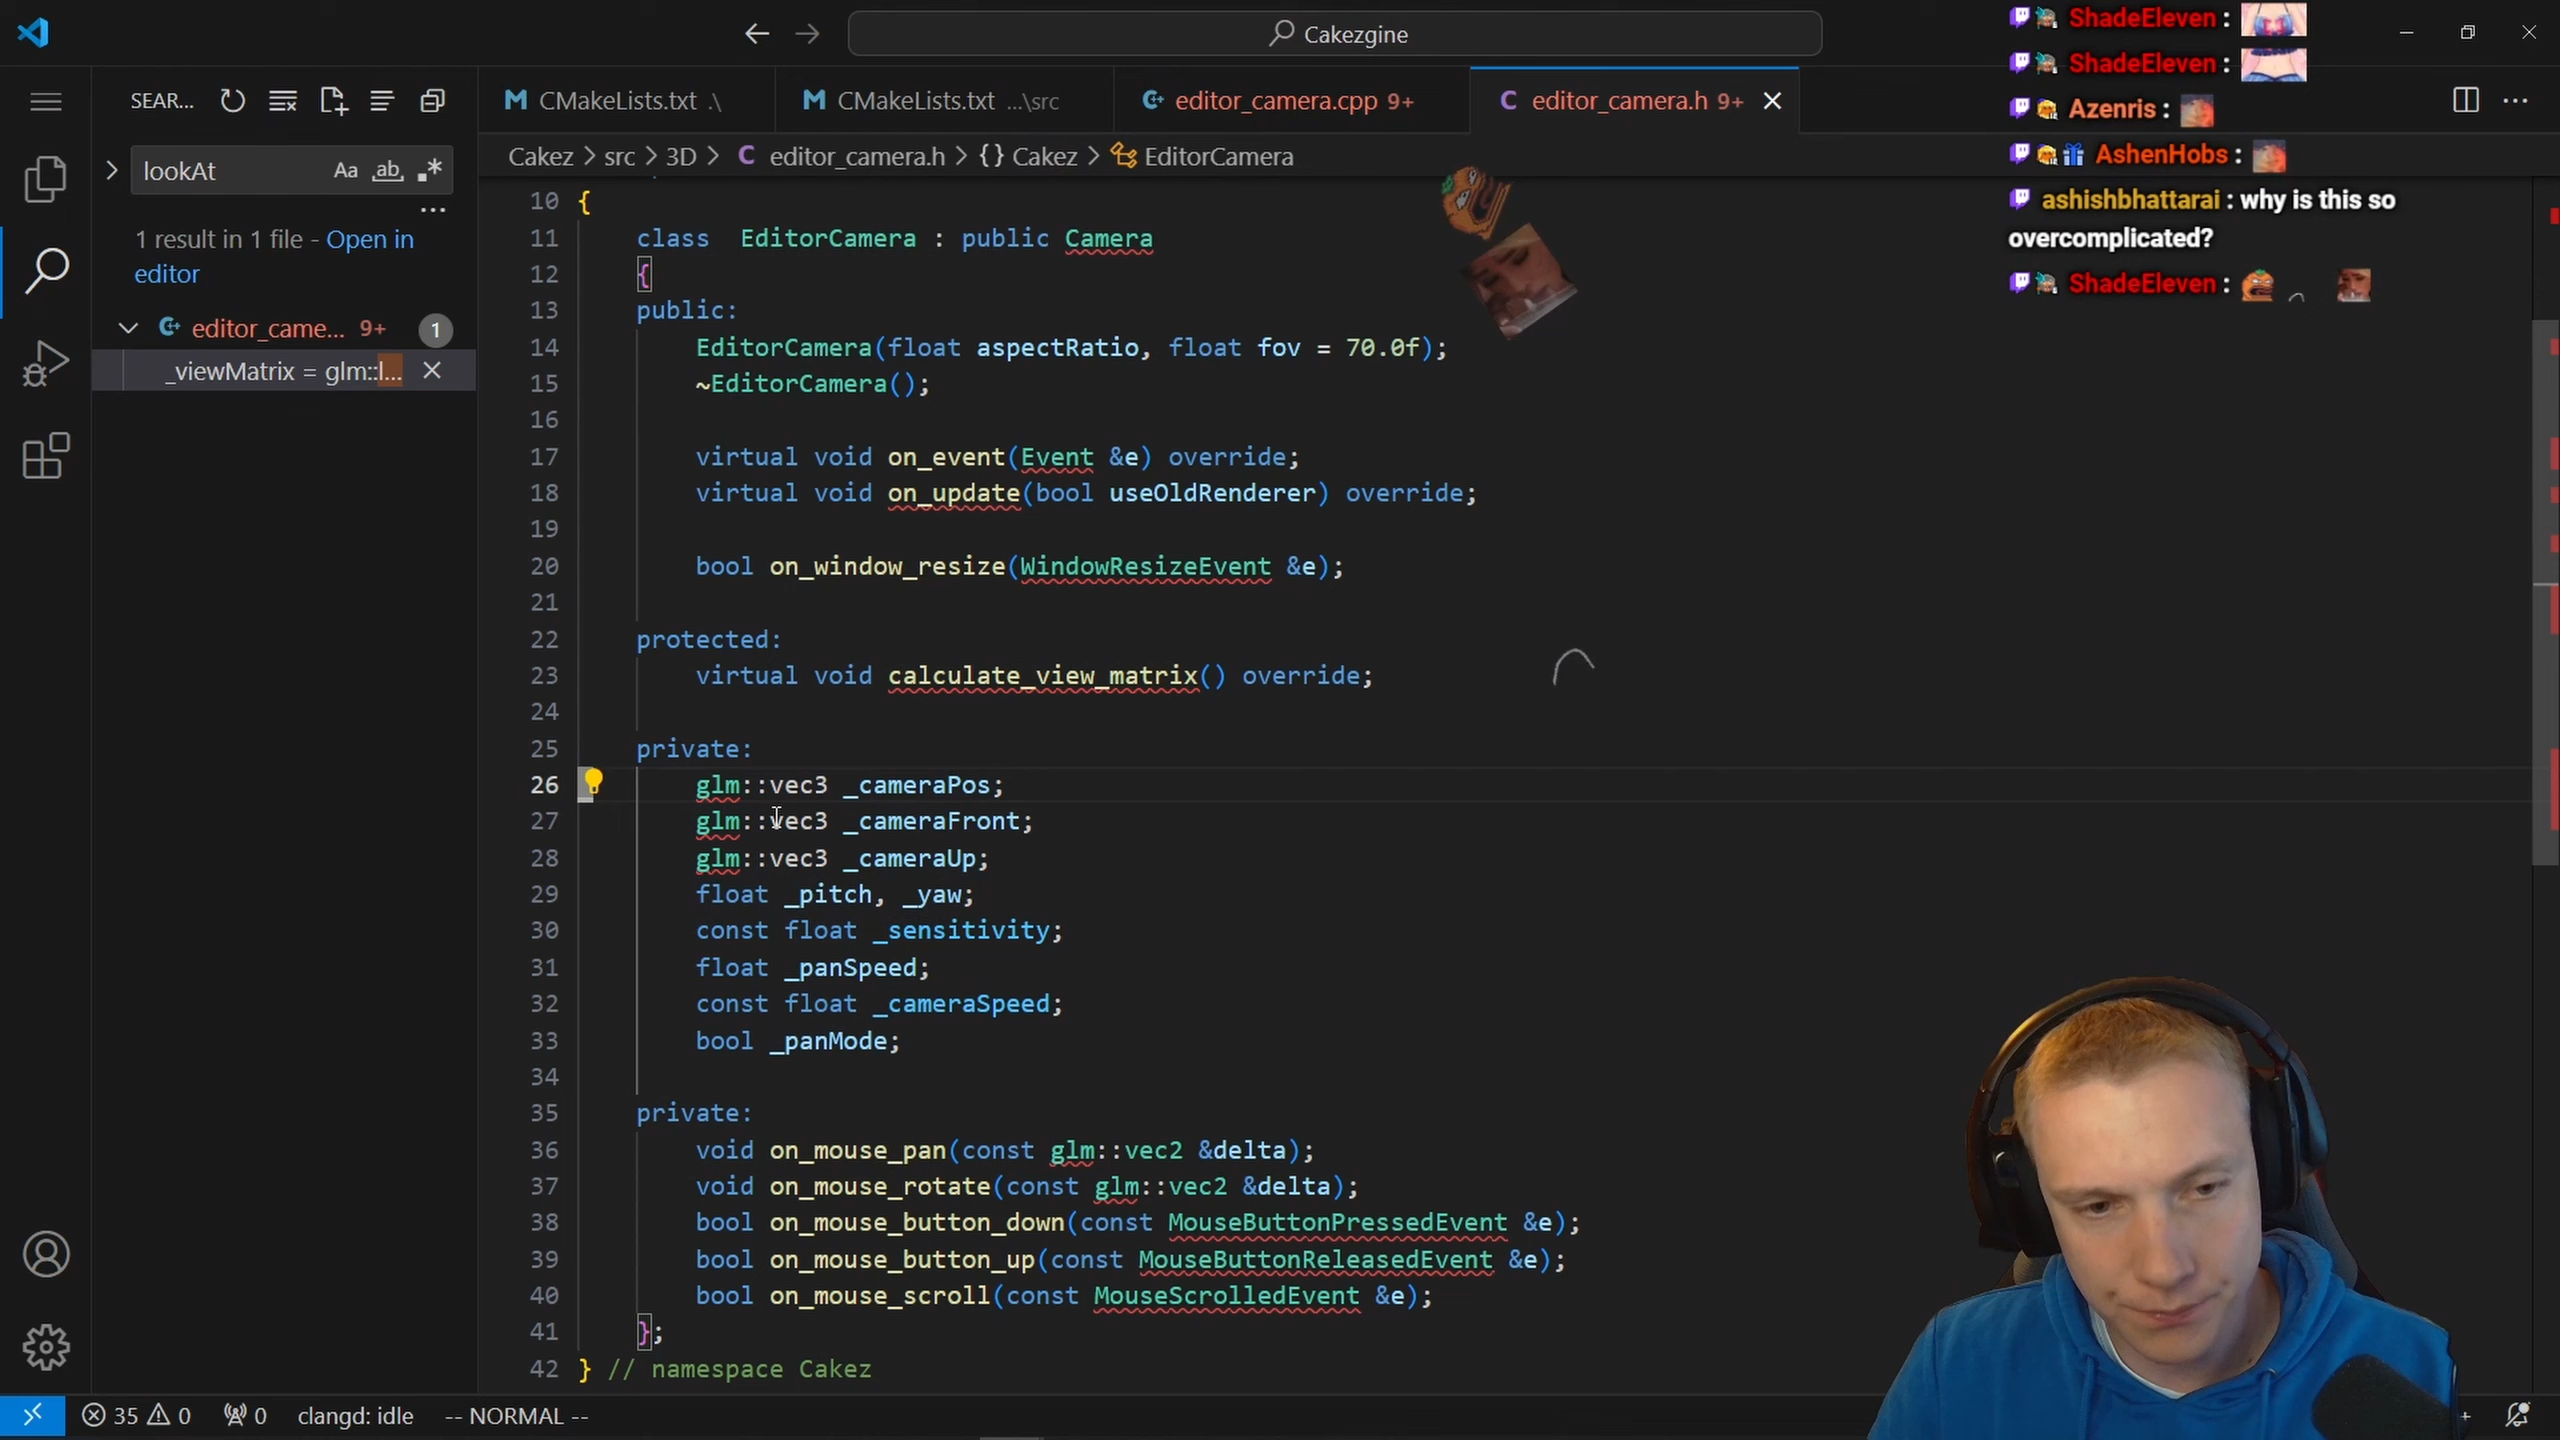 Cakezgine
SEAR...
CMakeLists.txt .\
CMakeLists.txt ...\src
editor_camera.cpp 9+
editor_camera.h 9+
lookAt
Aa ab
1 result in 1 file - Open in
editor
editor_came... 9+ 1
_viewMatrix = glm::l...
Cakez > src > 3D > C editor_camera.h > {} Cakez > EditorCamera
10 {
11 class EditorCamera : public Camera
12 {
13 public:
14 EditorCamera(float aspectRatio, float fov = 70.0f);
15 ~EditorCamera();
16
17 virtual void on_event(Event &e) override;
18 virtual void on_update(bool useOldRenderer) override;
19
20 bool on_window_resize(WindowResizeEvent &e);
21
22 protected:
23 virtual void calculate_view_matrix() override;
24
25 private:
26 glm::vec3 _cameraPos;
27 glm::vec3 _cameraFront;
28 glm::vec3 _cameraUp;
29 float _pitch, _yaw;
30 const float _sensitivity;
31 float _panSpeed;
32 const float _cameraSpeed;
33 bool _panMode;
34
35 private:
36 void on_mouse_pan(const glm::vec2 &delta);
37 void on_mouse_rotate(const glm::vec2 &delta);
38 bool on_mouse_button_down(const MouseButtonPressedEvent &e);
39 bool on_mouse_button_up(const MouseButtonReleasedEvent &e);
40 bool on_mouse_scroll(const MouseScrolledEvent &e);
41 };
42 } // namespace Cakez
ShadeEleven :
ShadeEleven :
Azenris :
AshenHobs :
ashishbhattarai : why is this so
overcomplicated?
ShadeEleven :
35 0 0 clangd: idle -- NORMAL --